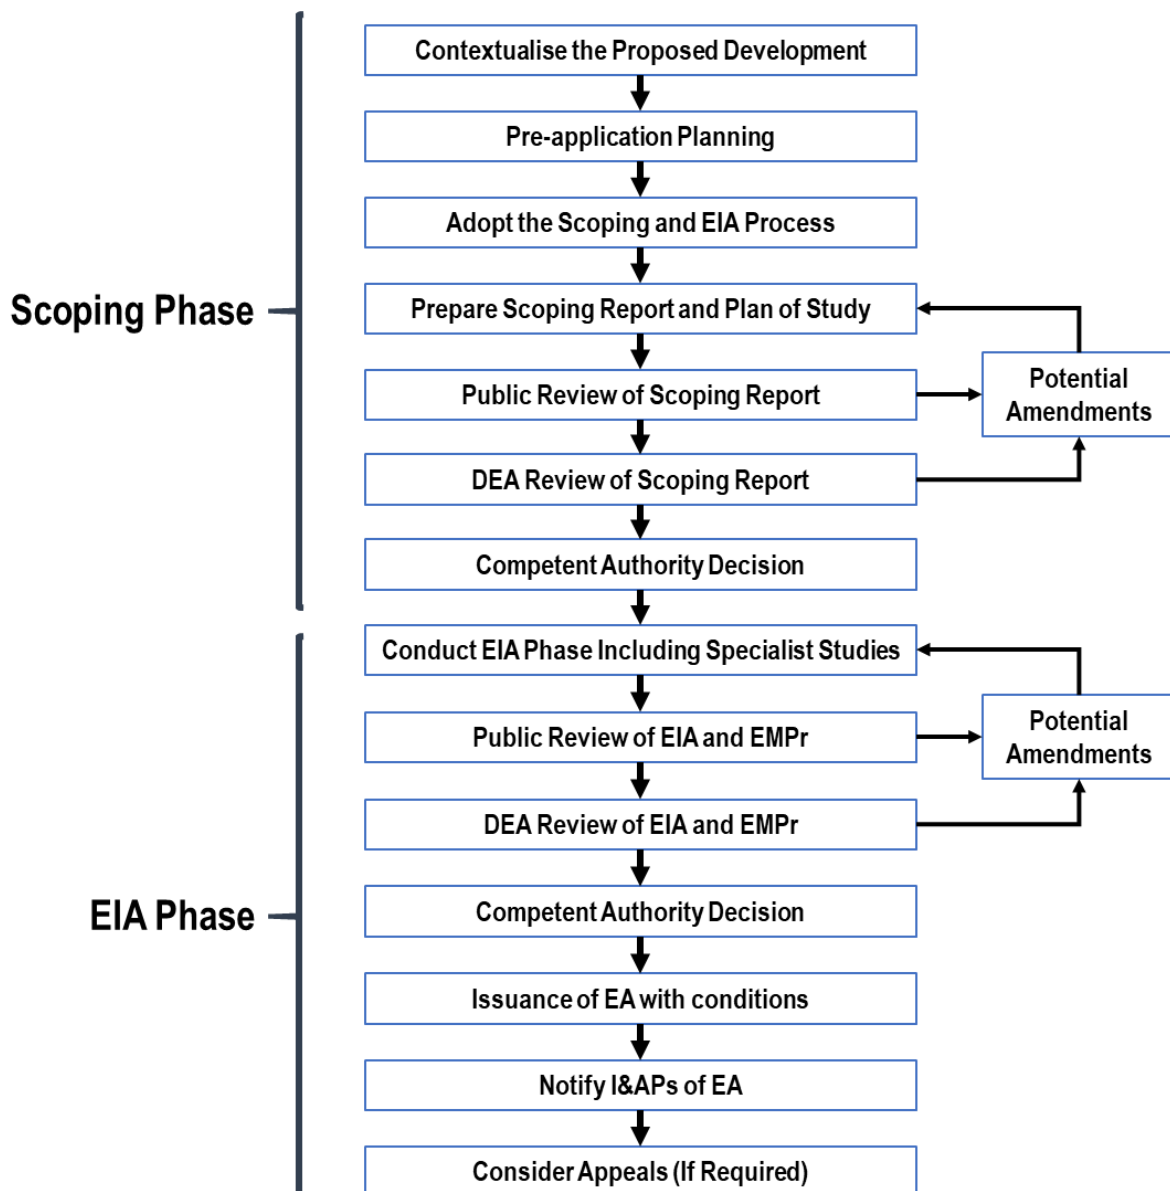 Contextualise the Proposed Development
Pre-application Planning
Adopt the Scoping and EIA Process
Scoping Phase
Prepare Scoping Report and Plan of Study
Potential
Amendments
Public Review of Scoping Report
DEA Review of Scoping Report
Competent Authority Decision
Conduct EIA Phase Including Specialist Studies
Potential
Amendments
Public Review of EIA and EMPr
DEA Review of EIA and EMPr
EIA Phase
Competent Authority Decision
Issuance of EA with conditions
Notify I&APs of EA
Consider Appeals (If Required)